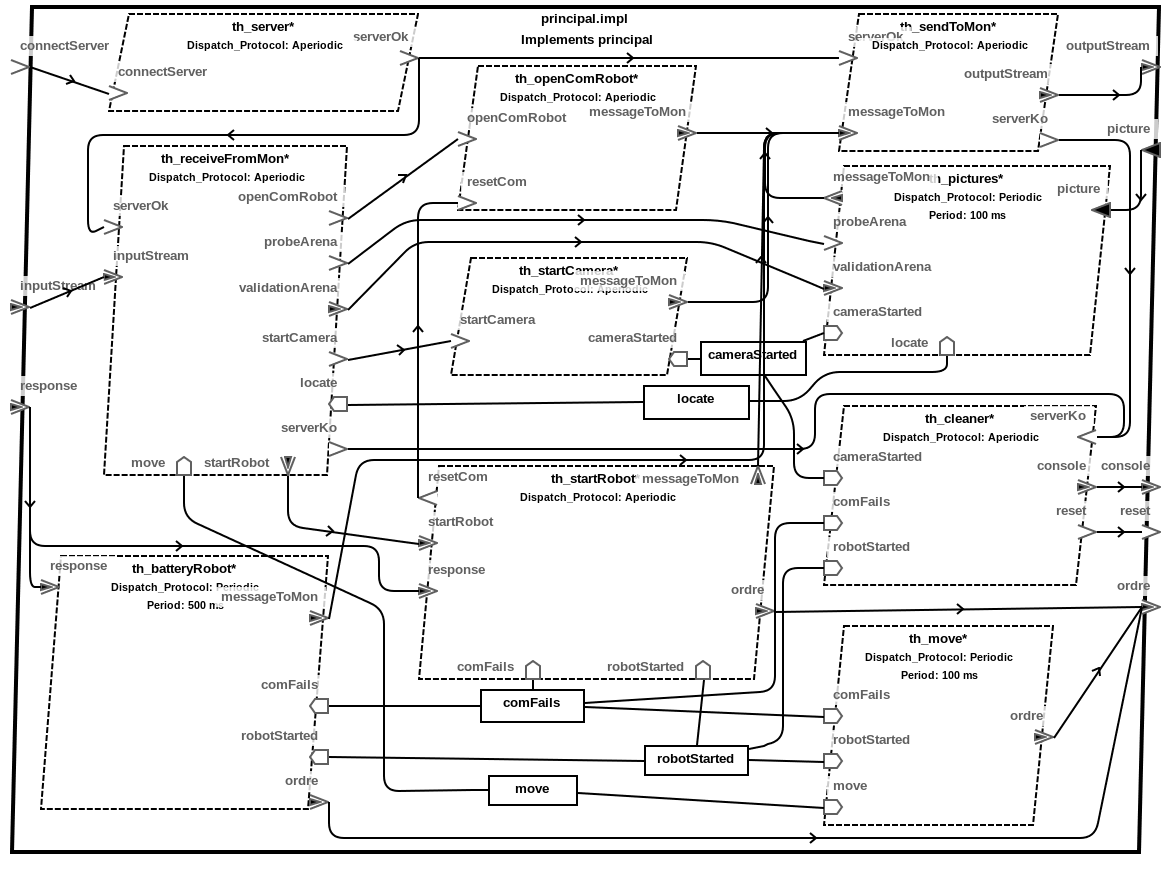 principal.impl
Implements principal
connectServer
th_server*
Dispatch_Protocol: Aperiodic
serverOk
connectServer
th_openComRobot*
Dispatch_Protocol: Aperiodic
openComRobot
messageToMon
resetCom
th_sendToMon*
serverOk
Dispatch_Protocol: Aperiodic
outputStream
messageToMon
serverKo
outputStream
picture
th_receiveFromMon*
Dispatch_Protocol: Aperiodic
openComRobot
serverOk
probeArena
inputStream
validationArena
startCamera
locate
serverKo
move
startRobot
inputStream
response
th_startCamera*
messageToMon
Dispatch_Protocol: Aperiodic
startCamera
cameraStarted
messageToMon
th_pictures*
Dispatch_Protocol: Periodic
picture
Period: 100 ms
probeArena
validationArena
cameraStarted
locate
cameraStarted
locate
th_cleaner*
serverKo
Dispatch_Protocol: Aperiodic
cameraStarted
console
comFails
reset
robotStarted
console
reset
ordre
resetCom
th_startRobot*
messageToMon
Dispatch_Protocol: Aperiodic
startRobot
response
ordre
comFails
robotStarted
response
th_batteryRobot*
Dispatch_Protocol: Periodic
messageToMon
Period: 500 ms
comFails
robotStarted
ordre
comFails
robotStarted
move
th_move*
Dispatch_Protocol: Periodic
Period: 100 ms
comFails
ordre
robotStarted
move